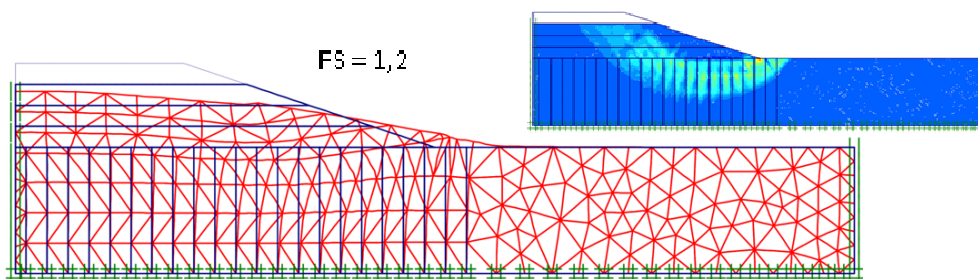 FS = 1,2